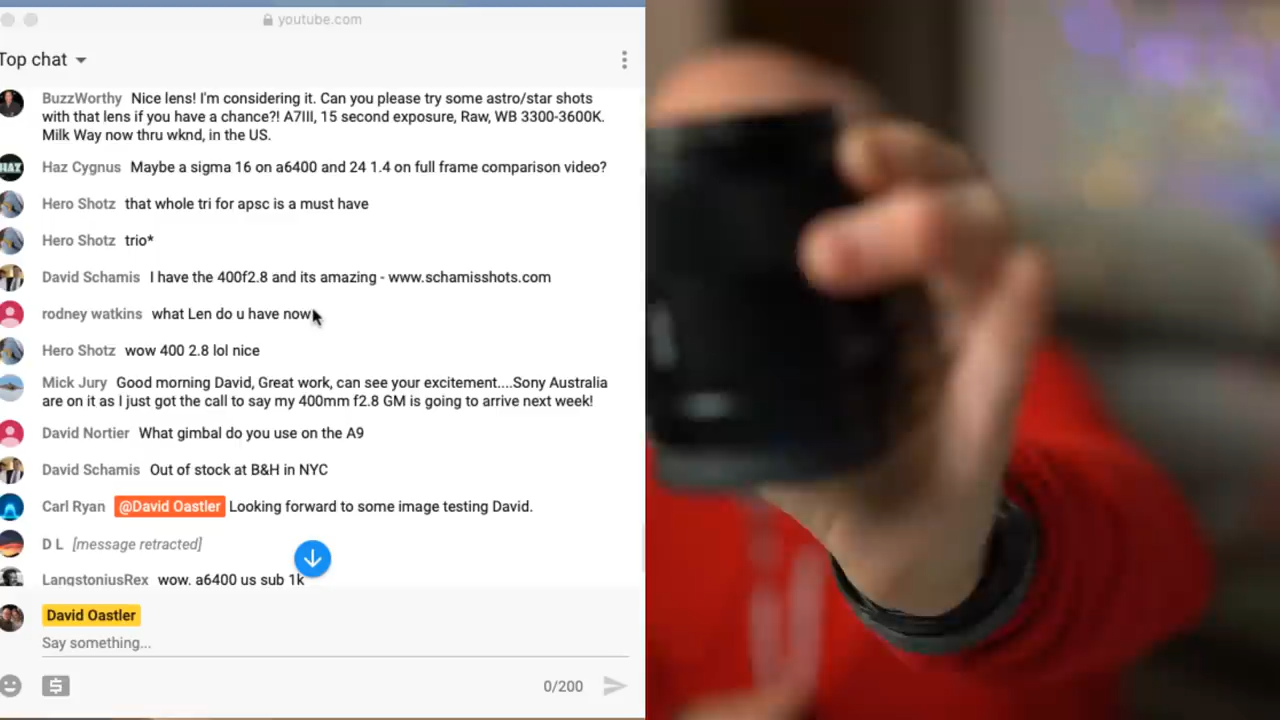 youtube.com
Top chat
BuzzWorthy Nice lens! I'm considering it. Can you please try some astro/star shots
with that lens if you have a chance?! A7III, 15 second exposure, Raw, WB 3300-3600K.
Milk Way now thru wknd, in the US.
HAZ
Haz Cygnus Maybe a sigma 16 on a6400 and 24 1.4 on full frame comparison video?
Hero Shotz that whole tri for apsc is a must have
Hero Shotz trio*
David Schamis I have the 400f2.8 and its amazing - www.schamisshots.com
rodney watkins what Len do u have now
Hero Shotz wow 400 2.8 lol nice
Mick Jury Good morning David, Great work, can see your excitement....Sony Australia
are on it as I just got the call to say my 400mm f2.8 GM is going to arrive next week!
David Nortier What gimbal do you use on the A9
David Schamis Out of stock at B&H in NYC
Carl Ryan @David Oastler Looking forward to some image testing David.
D L [message retracted]
LangstoniusRex wow. a6400 us sub 1k
David Oastler
Say something...
0/200